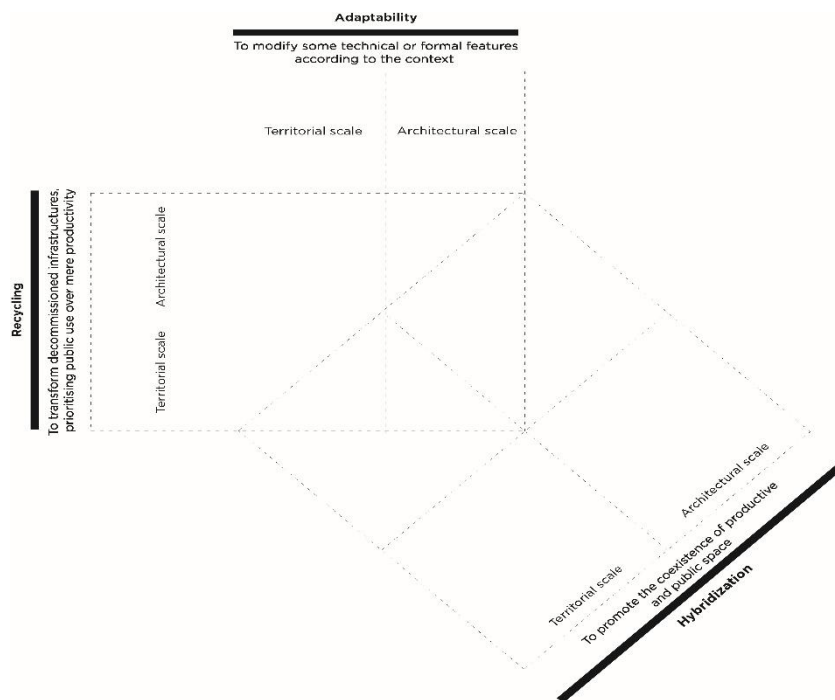 Adaptability
To modify some technical or formal features
according to the context
Territorial scale
Architectural scale
Recycling
To transform decommissioned infrastructures,
prioritising public use over mere productivity
Architectural scale
Territorial scale
Architectural scale
Territorial scale
To promote the coexistence of productive
and public space
Hybridization